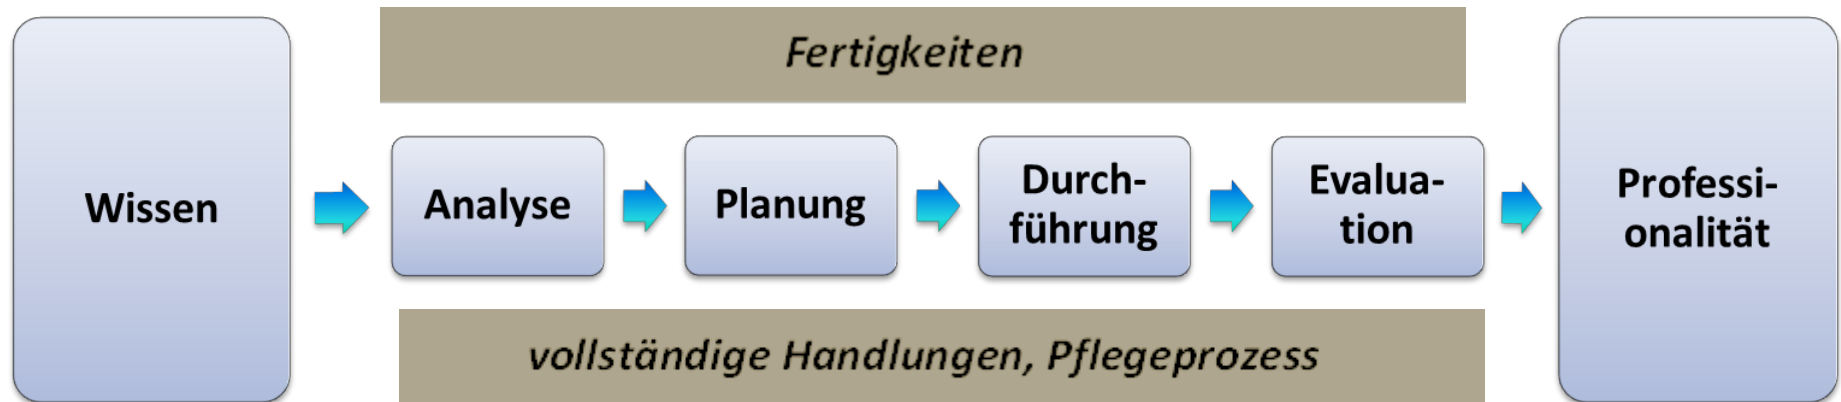 Fertigkeiten
Wissen
Analyse
Planung
Durch-
führung
Evalua-
tion
Professi-
onalität
vollständige Handlungen, Pflegeprozess